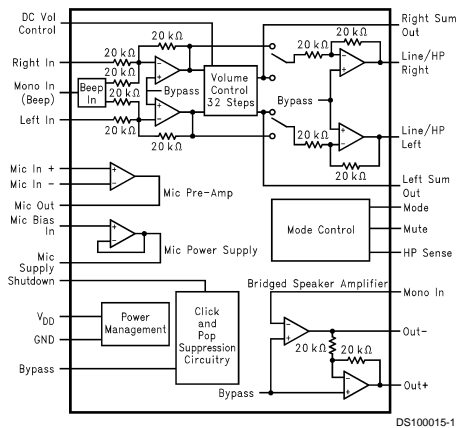 DC Vol
Control
Right In
Mono In
(Beep)
Left In
Mic In +
Mic In -
Mic Out
Mic Bias
In
Mic
Supply
Shutdown
VDD
GND
Bypass
20 kΩ
20 kΩ
20 kΩ
20 kΩ
20 kΩ
20 kΩ
Beep
In
Bypass
Volume
Control
32 Steps
20 kΩ
20 kΩ
Bypass
20 kΩ
20 kΩ
Mic Pre-Amp
Mic Power Supply
Mode Control
Power
Management
Click
and
Pop
Suppression
Circuitry
Bridged Speaker Amplifier
20 kΩ
20 kΩ
Bypass
Right Sum
Out
Line/HP
Right
Line/HP
Left
Left Sum
Out
Mode
Mute
HP Sense
Mono In
Out-
Out+
DS100015-1